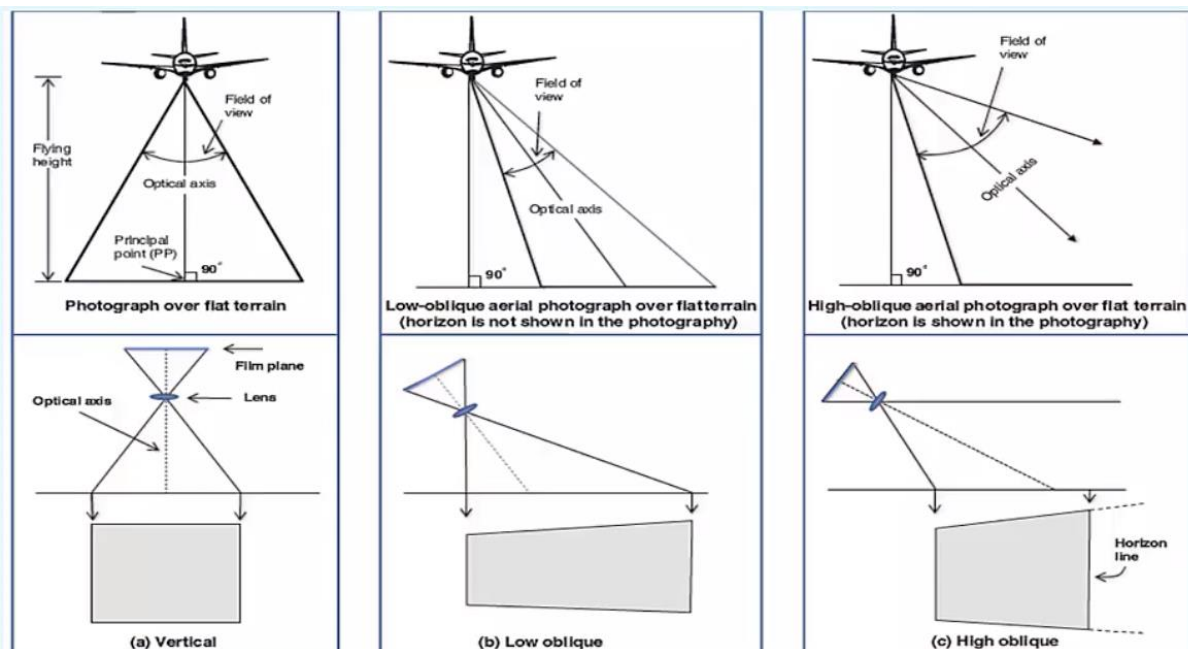 Field of
view
Flying
height
Optical axis
Principal
point (PP)
90°
Photograph over flat terrain
Field of
view
Optical axis
90°
Low-oblique aerial photograph over flatterrain
(horizon is not shown in the photography)
Field of
view
Optical axis
90°
High-oblique aerial photograph over flat terrain
(horizon is shown in the photography)
Film plane
Optical axis
Lens
(a) Vertical
(b) Low oblique
Horizon
line
(c) High oblique